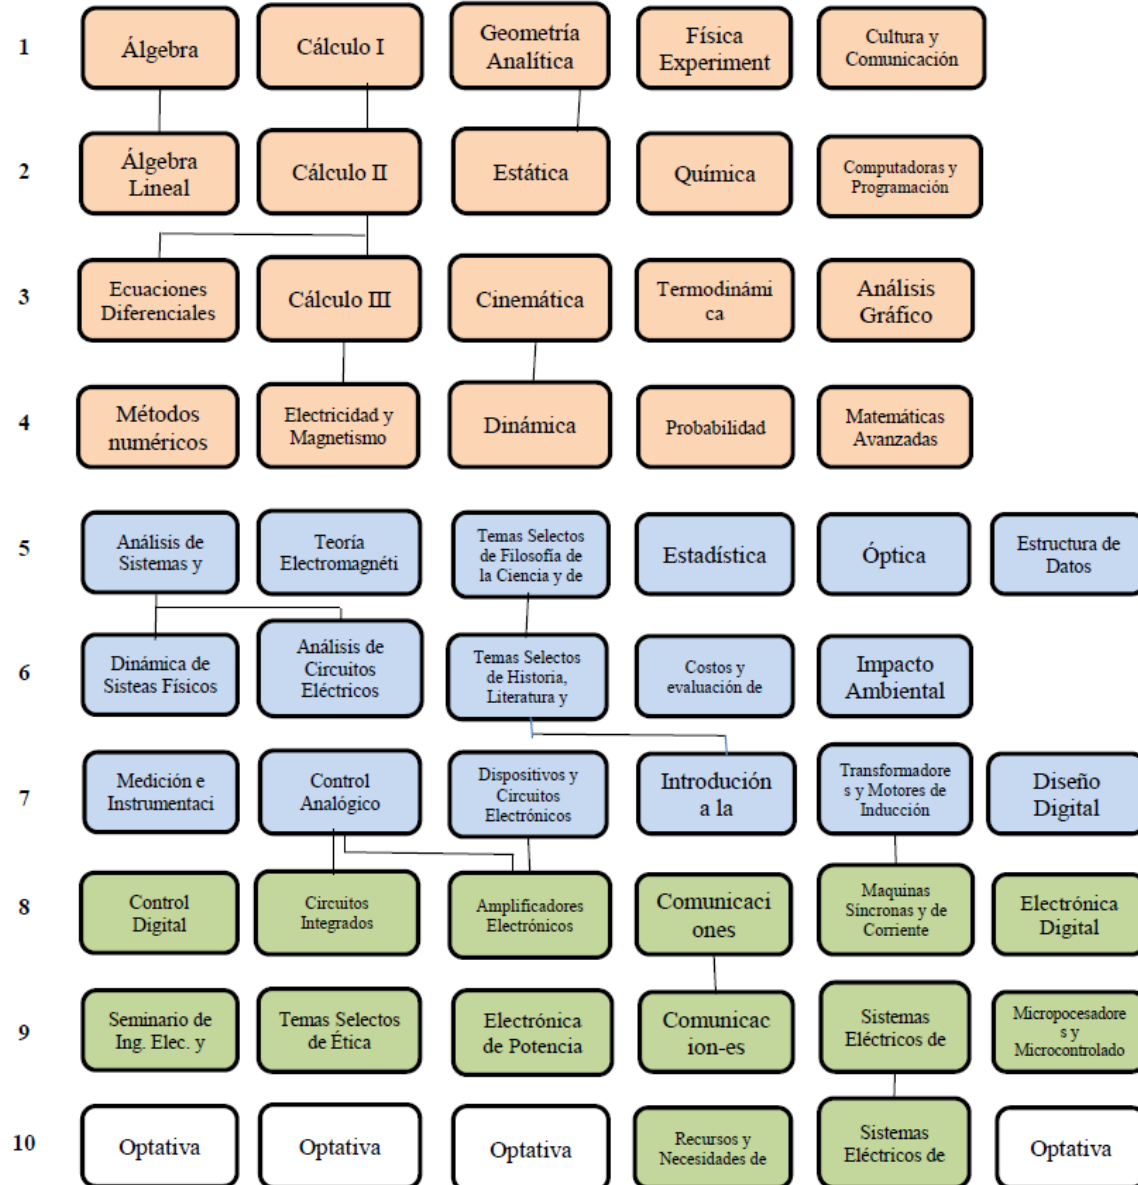 1
Álgebra
Cálculo I
Geometría
Analítica
Física
Experiment
Cultura y
Comunicación
2
Álgebra
Lineal
Cálculo II
Estática
Química
Computadoras y
Programación
3
Ecuaciones
Diferenciales
Cálculo III
Cinemática
Termodinámi
ca
Análisis
Gráfico
4
Métodos
numéricos
Electricidad y
Magnetismo
Dinámica
Probabilidad
Matemáticas
Avanzadas
5
Análisis de
Sistemas y
Teoría
Electromagnéti
Temas Selectos
de Filosofía de
la Ciencia y de
Estadística
Óptica
Estructura de
Datos
6
Dinámica de
Sisteas Físicos
Análisis de
Circuitos
Eléctricos
Temas Selectos
de Historia,
Literatura y
Costos y
evaluación de
Impacto
Ambiental
7
Medición e
Instrumentaci
Control
Analógico
Dispositivos y
Circuitos
Electrónicos
Introdución
a la
Transformadore
s y Motores de
Inducción
Diseño
Digital
8
Control
Digital
Circuitos
Integrados
Amplificadores
Electrónicos
Comunicaci
ones
Maquinas
Síncronas y de
Corriente
Electrónica
Digital
9
Seminario de
Ing. Elec. y
Temas Selectos
de Ética
Electrónica
de Potencia
Comunicac
ion-es
Sistemas
Eléctricos de
Micropocesadore
s y
Microcontrolado
10
Optativa
Optativa
Optativa
Recursos y
Necesidades de
Sistemas
Eléctricos de
Optativa